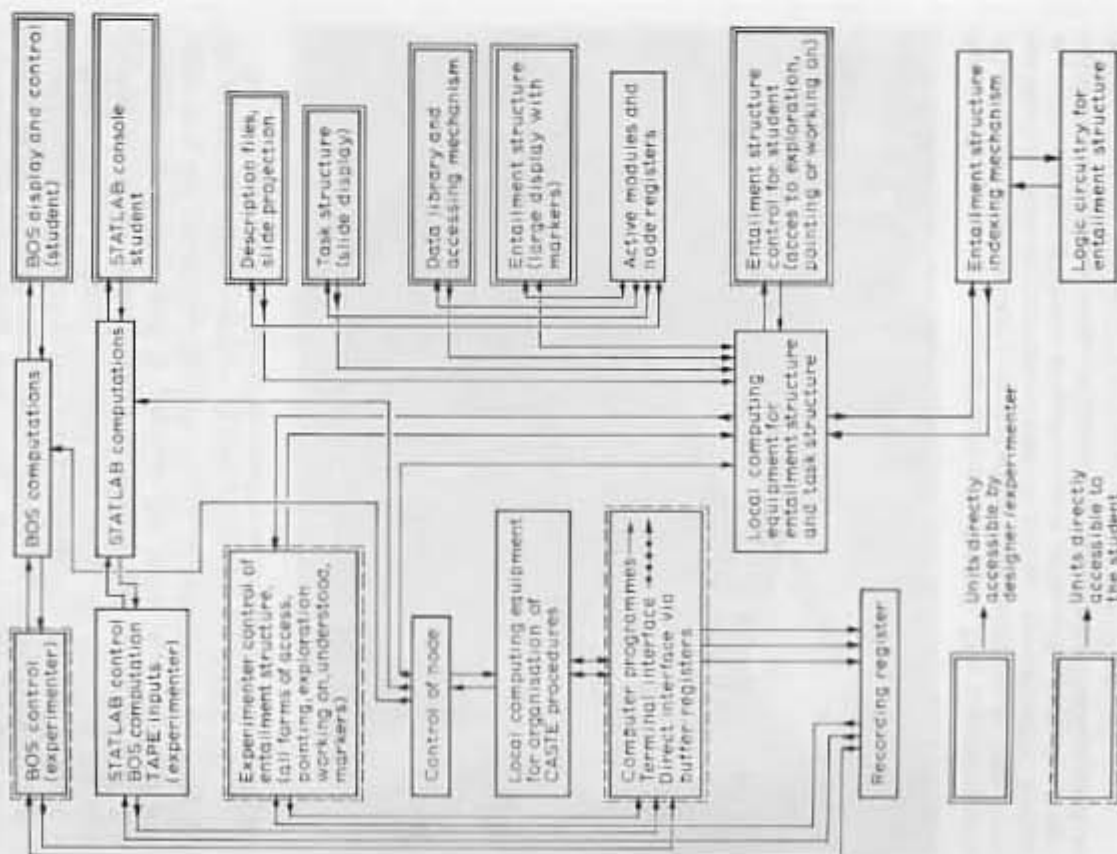 BOS control
(experimenter)
BOS computations
BOS display and control
(student)
STATLAB control
BOS computation
TAPE inputs
(experimenter)
STATLAB computations
STATLAB console
student
Experimenter control of
entailment structure,
(all forms of access,
pointing, exploration
working on, understood,
markers)
Description files,
slide projection
Task structure
(slide display)
Data library and
accessing mechanism
Entailment structure
(large display with
markers)
Active modules and
node registers
Control of node
Local computing equipment
for organisation of
CASTE procedures
Computer programmes
Terminal interface
Direct interface via
buffer registers
Local computing
equipment for
entailment structure
and task structure
Entailment structure
control for student
(acces to exploration,
pointing or working on)
Recording register
Entailment structure
indexing mechanism
Logic circuitry for
entailment structure
Units directly
accessible by
designer/experimenter
Units directly
accessible to
the student